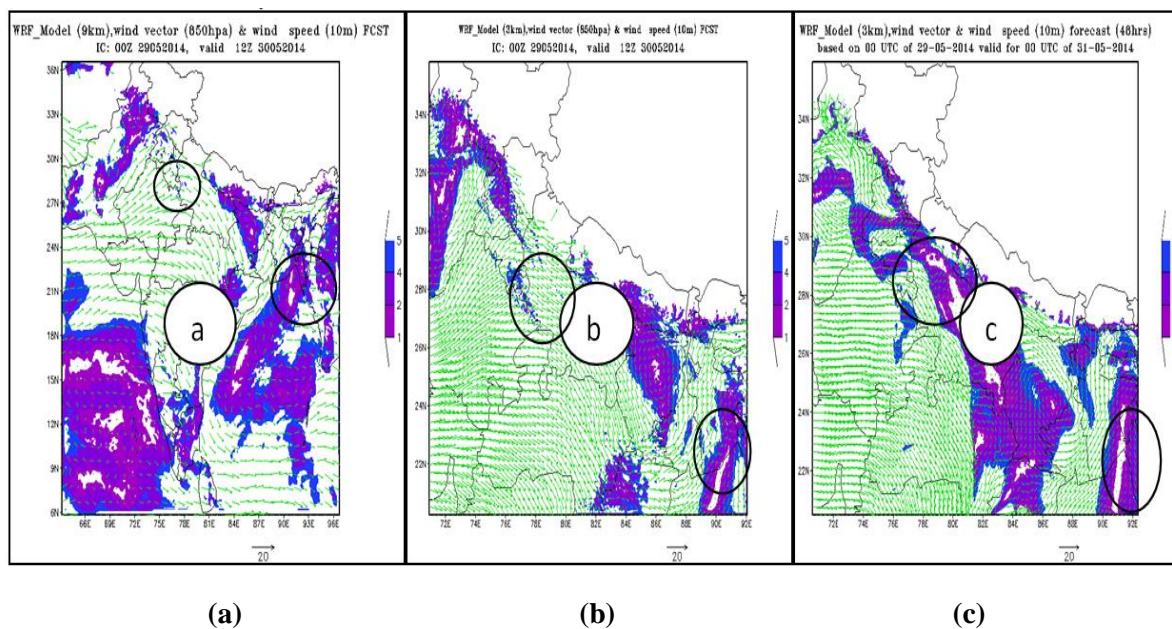 WRF_Model (9km),wind vector (850hpa) & wind speed (10m) FCST
IC: 00Z 29052014, valid 12Z 30052014
36N
33N
30N
27N
24N
21N
18N
15N
12N
9N
6N
66E 69E 72E 75E 78E 81E 84E 87E 90E 93E 96E
5
4
2
1
a
20
WRF_Model (3km),wind vector (850hpa) & wind speed (10m) FCST
IC: 00Z 29052014, valid 12Z 30052014
34N
32N
30N
28N
26N
24N
22N
72E 74E 76E 78E 80E 82E 84E 86E 88E 90E 92E
5
4
2
1
b
20
WRF_Model (3km),wind vector & wind speed (10m) forecast (48hrs)
based on 00 UTC of 29-05-2014 valid for 00 UTC of 31-05-2014
34N
32N
30N
28N
26N
24N
22N
72E 74E 76E 78E 80E 82E 84E 86E 88E 90E 92E
5
4
2
1
c
20
(a) (b) (c)